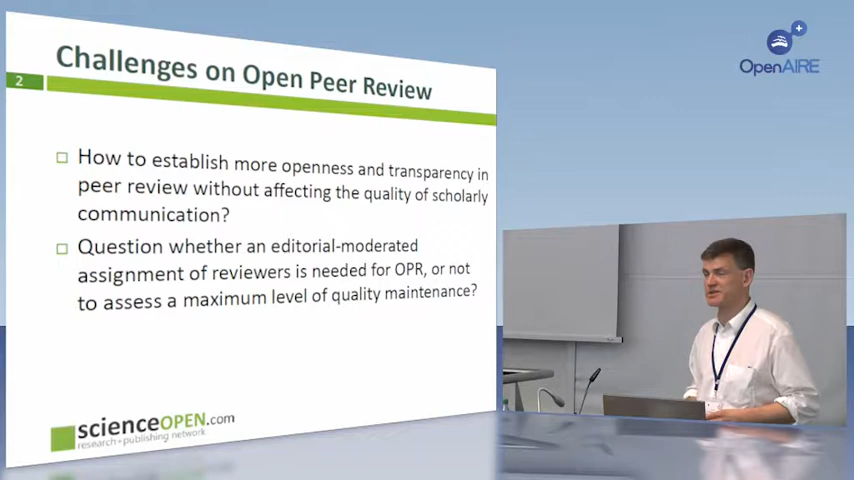 Challenges on Open Peer Review
2
How to establish more openness and transparency in
peer review without affecting the quality of scholarly
communication?
Question whether an editorial-moderated
assignment of reviewers is needed for OPR, or not
to assess a maximum level of quality maintenance?
scienceOPEN.com
research+publishing network
OpenAIRE